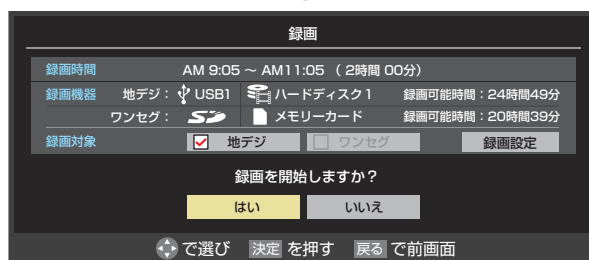 録画
録画時間 AM 9:05 ~ AM11:05 ( 2時間 00分)
録画機器 地デジ: USB1 ハードディスク1 録画可能時間:24時間49分
ワンセグ: SD メモリーカード 録画可能時間:20時間39分
録画対象 地デジ ワンセグ 録画設定
録画を開始しますか?
はい いいえ
で選び 決定 を押す 戻る で前画面